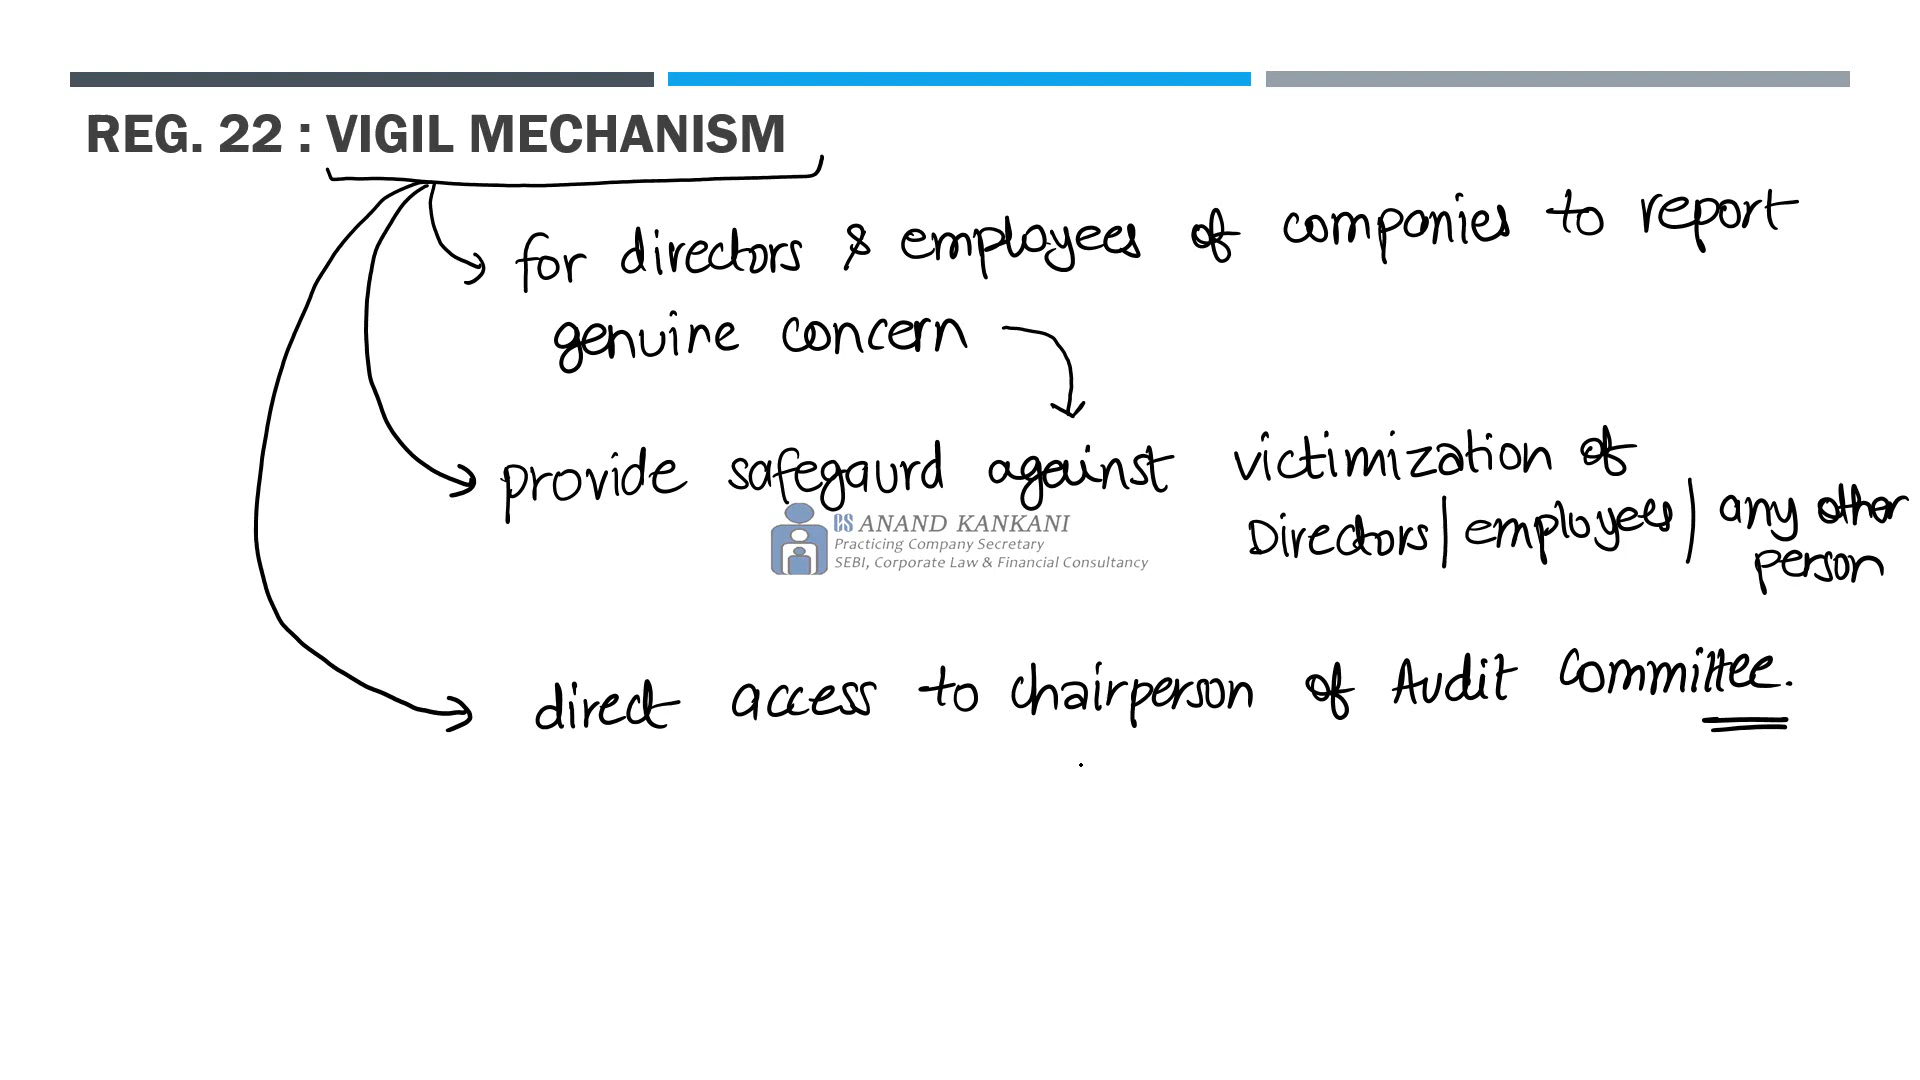 REG. 22 : VIGIL MECHANISM
for directors & employees of companies to report
genuine concern
provide safegaurd against victimization of
Directors | employees | any other
person
CS ANAND KANKANI
Practicing Company Secretary
SEBI, Corporate Law & Financial Consultancy
direct access to chairperson of Audit Committee.